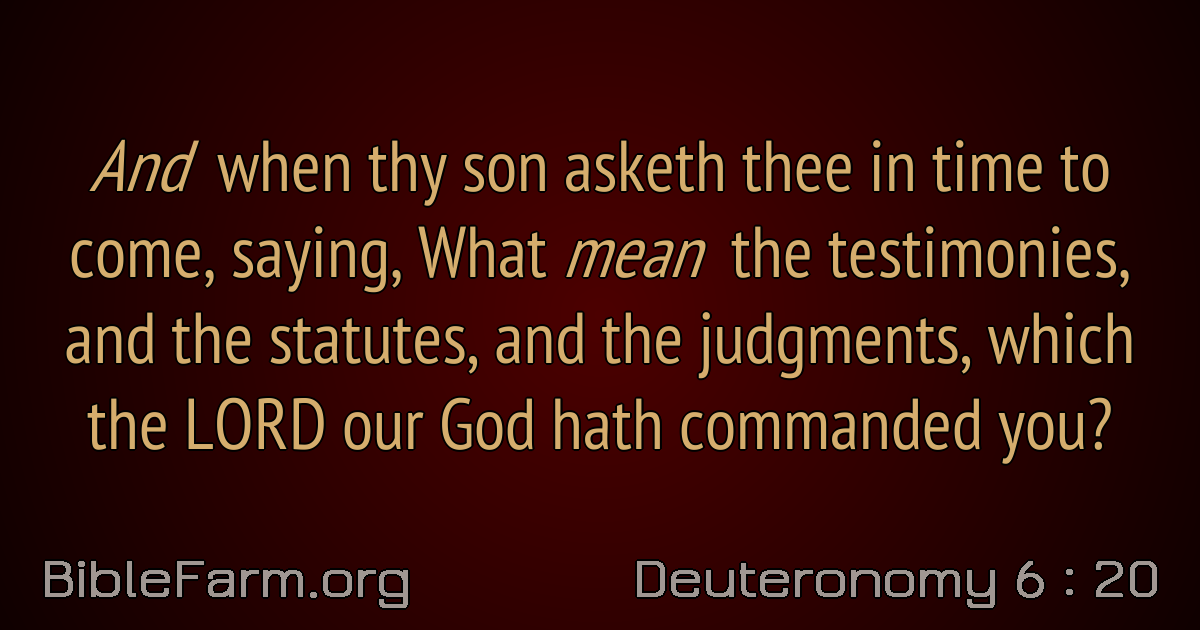 And when thy son asketh thee in time to
come, saying, What mean the testimonies,
and the statutes, and the judgments, which
the LORD our God hath commanded you?
BibleFarm.org
Deuteronomy 6 : 20